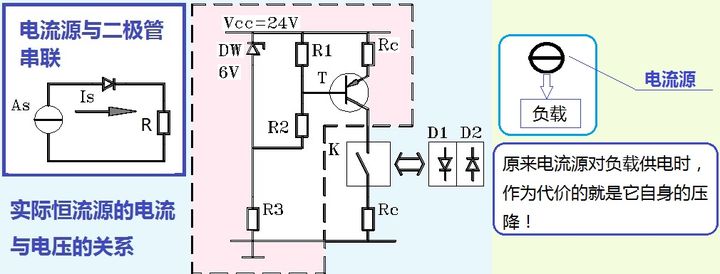 电流源与二极管
串联
As
Is
R
实际恒流源的电流
与电压的关系
Vcc=24V
DW
6V
R1
Rc
T
R2
K
D1 D2
R3
Rc
电流源
负载
原来电流源对负载供电时，
作为代价的就是它自身的压
降！